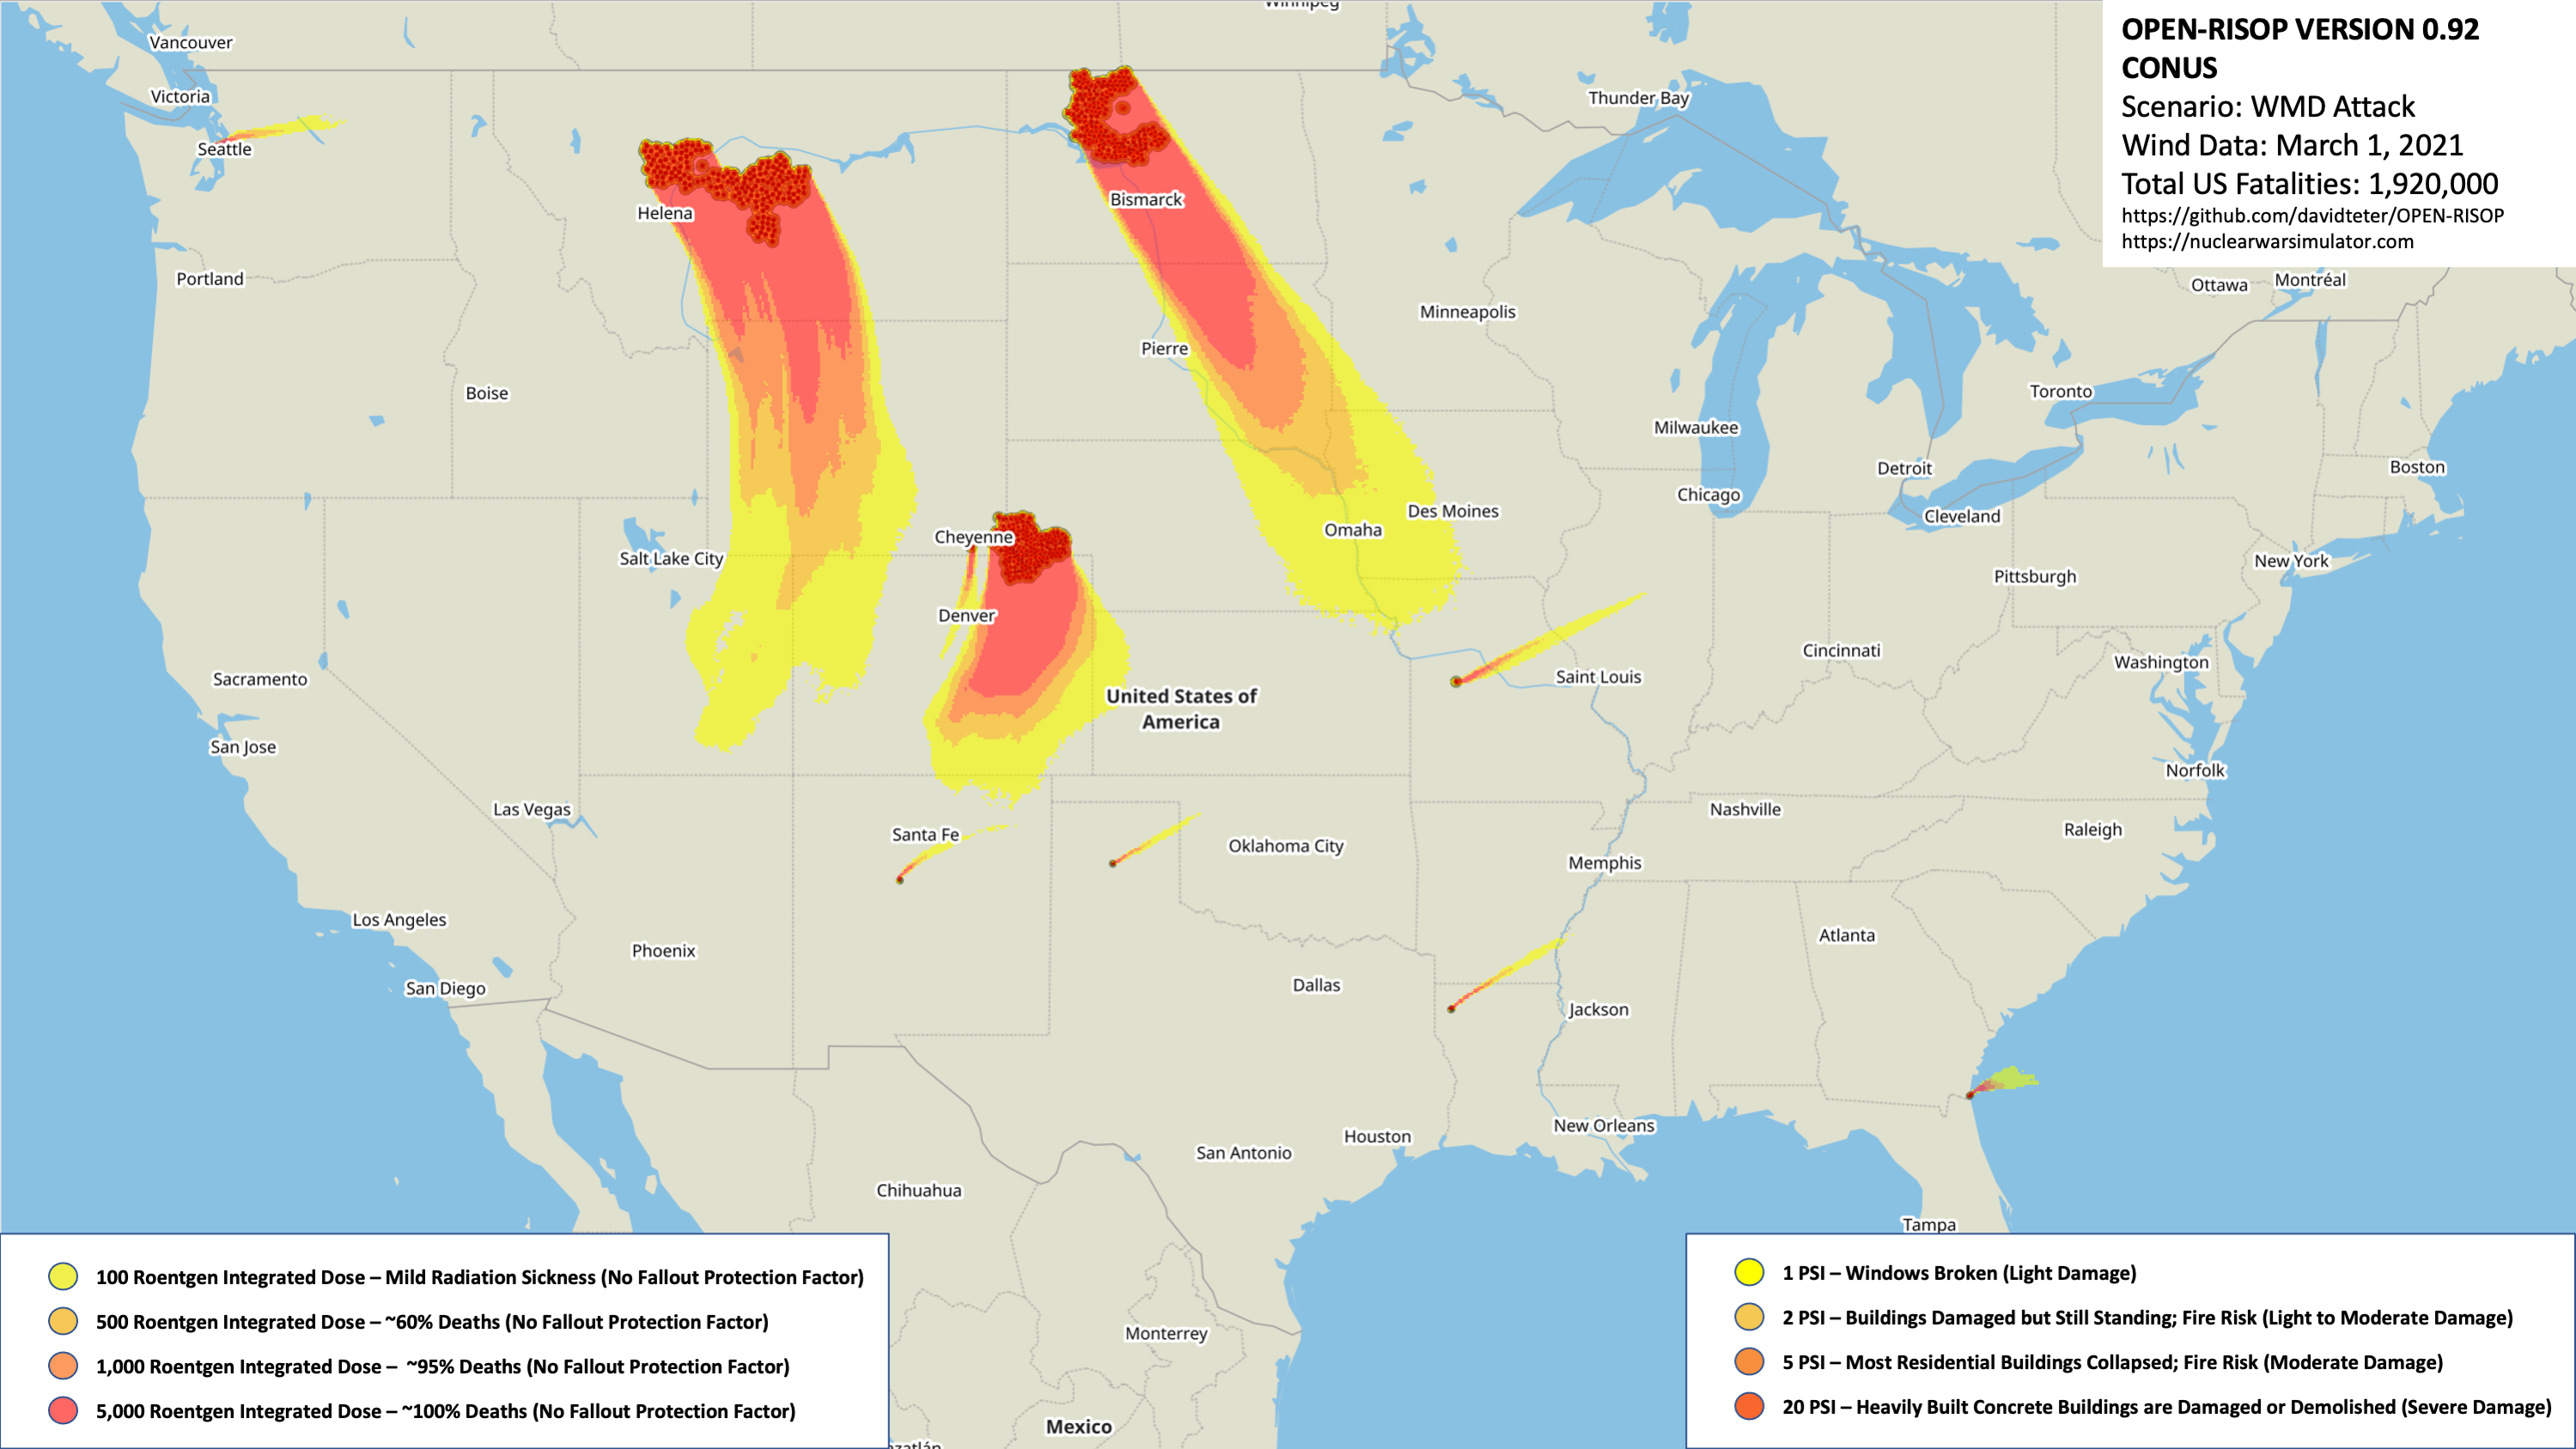 Winnipeg
OPEN-RISOP VERSION 0.92
CONUS
Scenario: WMD Attack
Wind Data: March 1, 2021
Total US Fatalities: 1,920,000
https://github.com/davidteter/OPEN-RISOP
https://nuclearwarsimulator.com
Vancouver
Victoria
Thunder Bay
Seattle
Bismarck
Helena
Portland
Ottawa
Montréal
Minneapolis
Pierre
Boise
Toronto
Milwaukee
Detroit
Boston
Chicago
Des Moines
Cleveland
Omaha
Cheyenne
Salt Lake City
New York
Pittsburgh
Denver
Cincinnati
Washington
Sacramento
Saint Louis
United States of
America
San Jose
Norfolk
Las Vegas
Nashville
Santa Fe
Raleigh
Oklahoma City
Memphis
Los Angeles
Atlanta
Phoenix
Dallas
San Diego
Jackson
New Orleans
Houston
San Antonio
Chihuahua
Tampa
100 Roentgen Integrated Dose – Mild Radiation Sickness (No Fallout Protection Factor)
500 Roentgen Integrated Dose – ~60% Deaths (No Fallout Protection Factor)
1,000 Roentgen Integrated Dose –  ~95% Deaths (No Fallout Protection Factor)
5,000 Roentgen Integrated Dose – ~100% Deaths (No Fallout Protection Factor)
1 PSI – Windows Broken (Light Damage)
2 PSI – Buildings Damaged but Still Standing; Fire Risk (Light to Moderate Damage)
5 PSI – Most Residential Buildings Collapsed; Fire Risk (Moderate Damage)
20 PSI – Heavily Built Concrete Buildings are Damaged or Demolished (Severe Damage)
Monterrey
Mexico